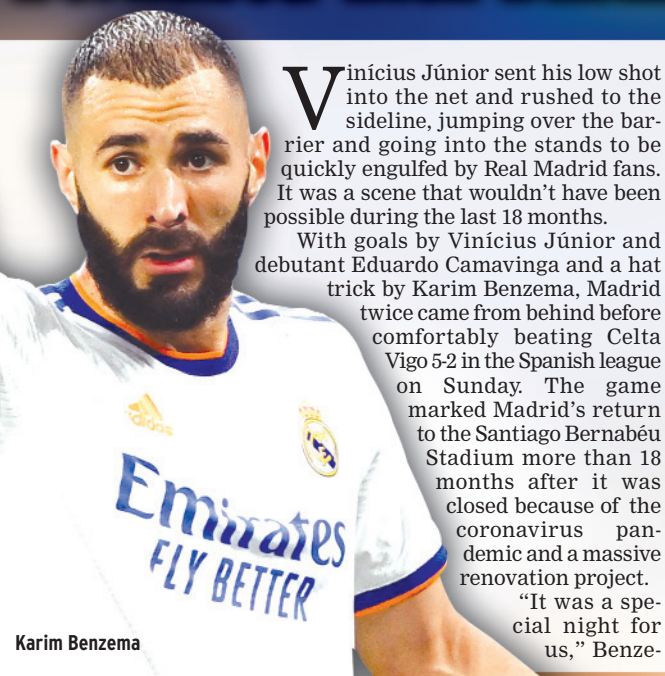 Vinícius Júnior sent his low shot
into the net and rushed to the
sideline, jumping over the bar-
rier and going into the stands to be
quickly engulfed by Real Madrid fans.
It was a scene that wouldn't have been
possible during the last 18 months.
With goals by Vinícius Júnior and
debutant Eduardo Camavinga and a hat
trick by Karim Benzema, Madrid
twice came from behind before
comfortably beating Celta
Vigo 5-2 in the Spanish league
on Sunday. The game
marked Madrid's return
to the Santiago Bernabéu
Stadium more than 18
months after it was
closed because of the
coronavirus pan-
demic and a massive
renovation project.
“It was a spe-
cial night for
us,” Benze-
adidas
Emirates
FLY BETTER
Karim Benzema